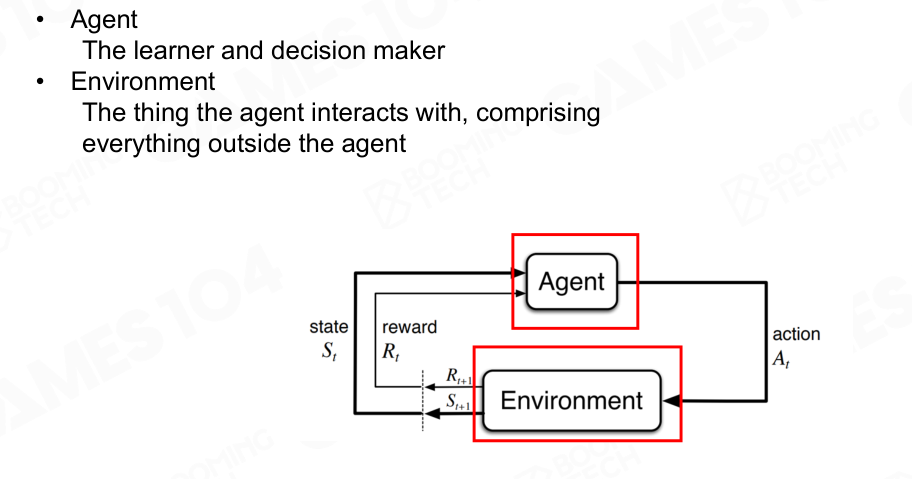 • Agent
The learner and decision maker
• Environment
The thing the agent interacts with, comprising
everything outside the agent
Agent
state
S_t
reward
R_t
action
A_t
R_{t+1}
S_{t+1}
Environment
GAMES104
BOOMING
TECH